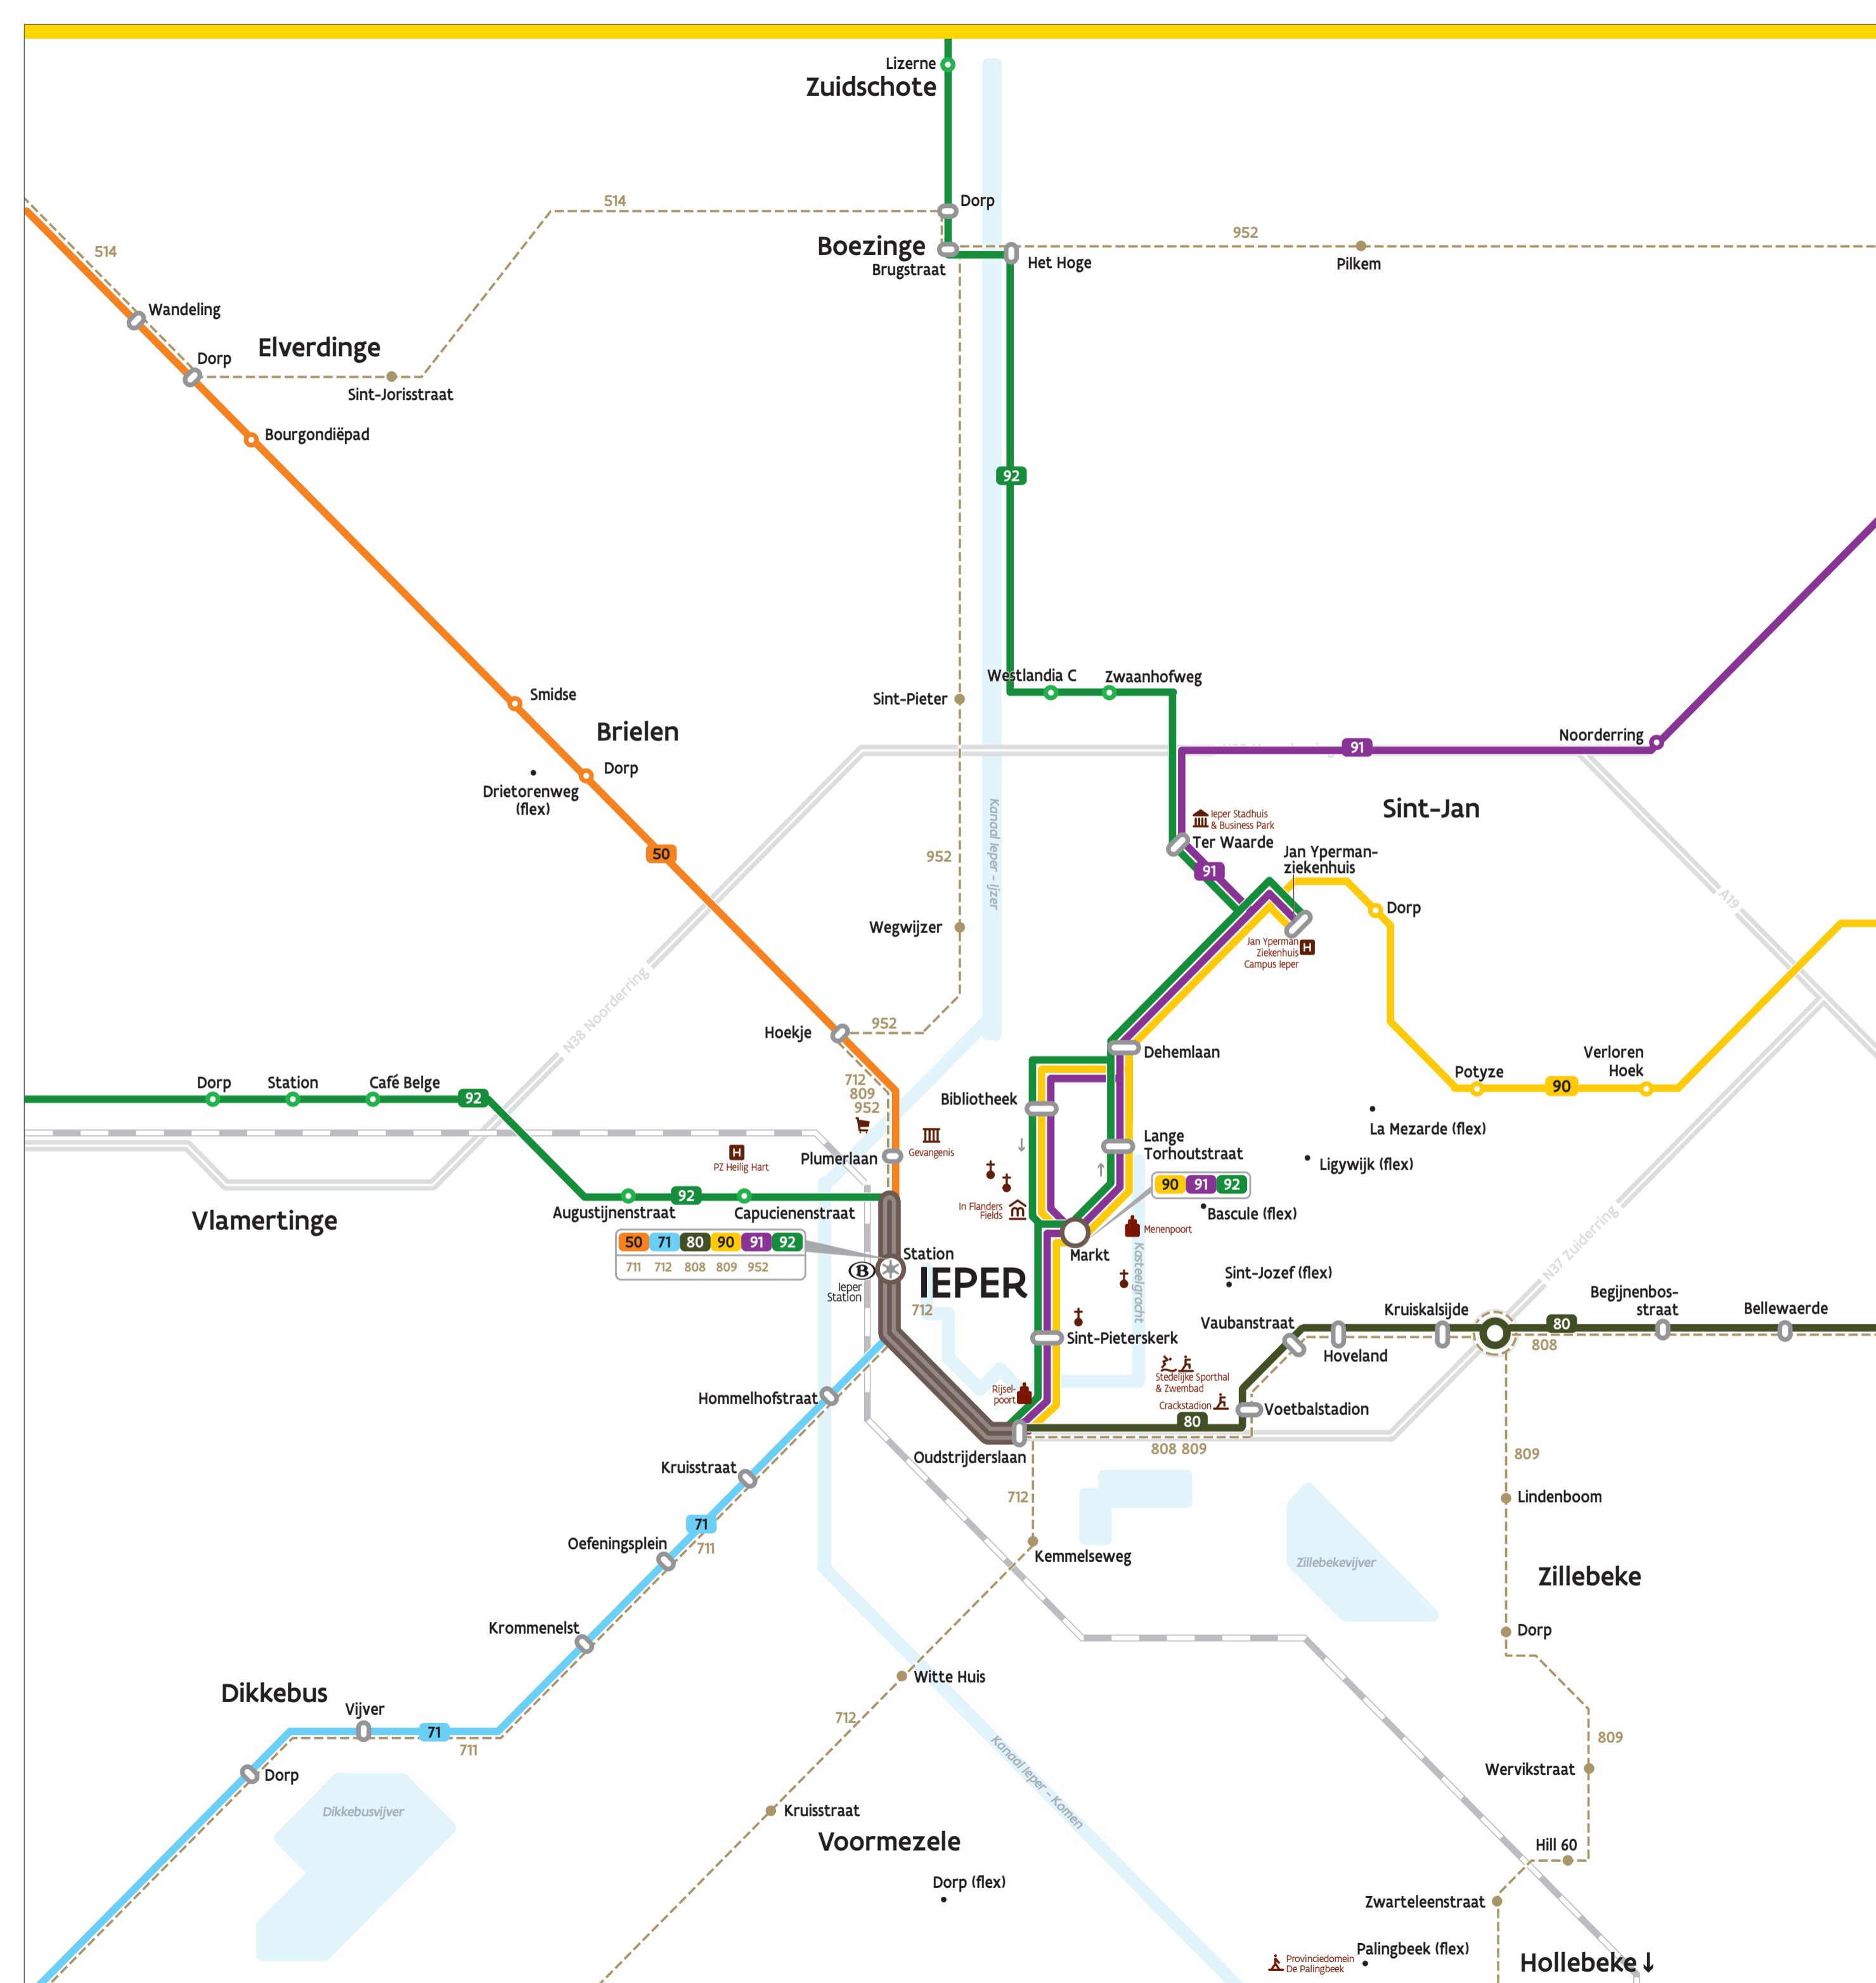 Lizerne
Zuidschote
Dorp
514
952
514
Boezinge
Brugstraat
Het Hoge
Pilkem
Wandeling
Elverdinge
Dorp
Sint-Jorisstraat
Bourgondiëpad
92
Westlandia C
Zwaanhofweg
Smidse
Sint-Pieter
Brielen
Noorderring
91
Dorp
Drietorenweg
(flex)
Kanaal Ieper - Ijzer
Sint-Jan
Ieper Stadhuis
& Business Park
Ter Waarde
50
952
91
Jan Yperman-
ziekenhuis
A19
Dorp
Wegwijzer
Jan Yperman
Ziekenhuis
Campus Ieper
H
N38 Noorderring
Hoekje
952
Dehemlaan
Verloren
Hoek
Potyze
90
712
809
952
Dorp
Station
Café Belge
92
Bibliotheek
La Mezarde (flex)
Plumerlaan
Gevangenis
H
PZ Heilig Hart
Lange
Torhoutstraat
Ligywijk (flex)
90 91 92
92
Augustijnenstraat
Capucienenstraat
In Flanders
Fields
Bascule (flex)
Menenpoort
Vlamertinge
50 71 80 90 91 92
711 712 808 809 952
Station
Markt
Kasteelgracht
N37 Zuiderring
B
Ieper
Station
IEPER
Sint-Jozef (flex)
712
Begijnenbos-
straat
Bellewaerde
Kruiskalsijde
Vaubanstraat
80
808
Sint-Pieterskerk
Hoveland
Stedelijke Sporthal
& Zwembad
Rijsel-
poort
Crackstadion
Hommelhofstraat
Voetbalstadion
80
808 809
Oudstrijderslaan
Kruisstraat
809
712
Lindenboom
71
711
Oefeningsplein
Kemmelseweg
Zillebekevijver
Zillebeke
Krommenelst
Dorp
Witte Huis
Dikkebus
Vijver
71
711
712
809
Kanaal Ieper - Komen
Dorp
Wervikstraat
Dikkebusvijver
Kruisstraat
Voormezele
Hill 60
Dorp (flex)
Zwarteleenstraat
Palingbeek (flex)
Provinciedomein
De Palingbeek
Hollebeke↓